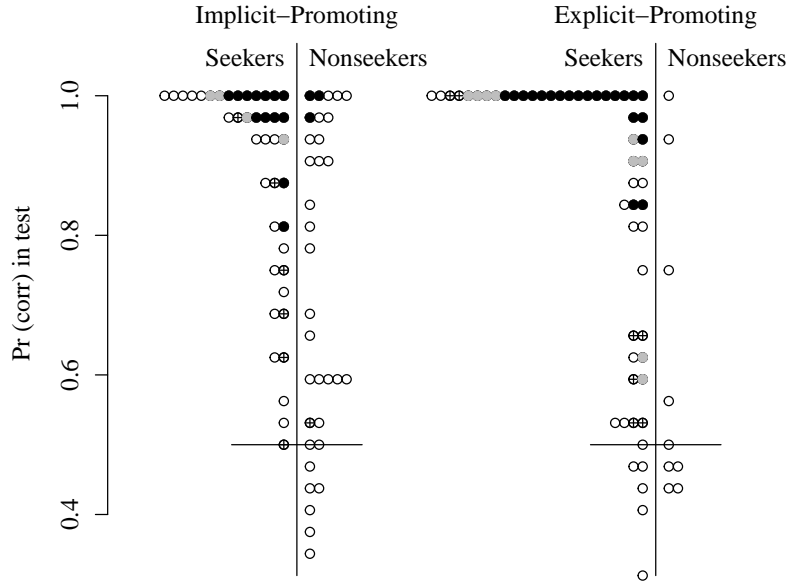 Implicit−Promoting
Explicit−Promoting
Seekers
Nonseekers
Seekers
Nonseekers
1.0
0.8
0.6
0.4
Pr (corr) in test